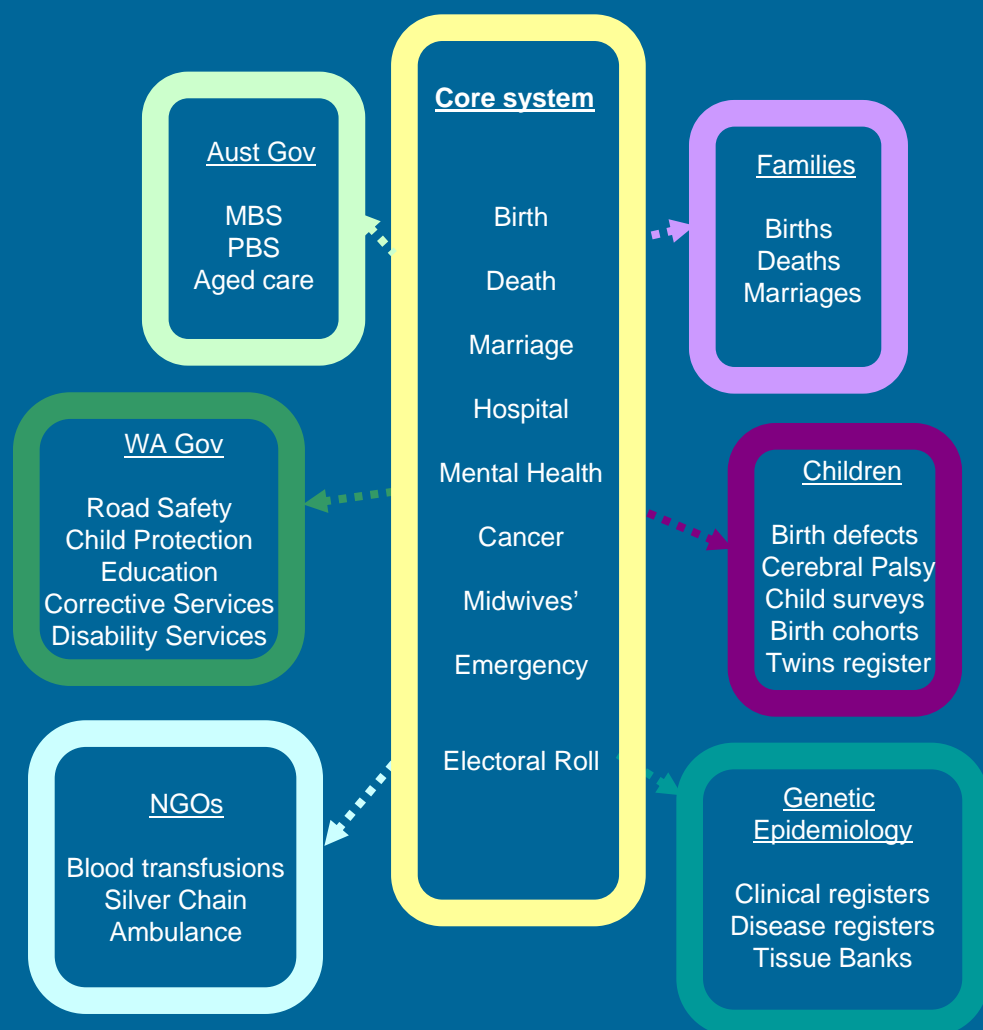 Core system
Birth
Death
Marriage
Hospital
Mental Health
Cancer
Midwives’
Emergency
Electoral Roll
Aust Gov
MBS
PBS
Aged care
WA Gov
Road Safety
Child Protection
Education
Corrective Services
Disability Services
NGOs
Blood transfusions
Silver Chain
Ambulance
Families
Births
Deaths
Marriages
Children
Birth defects
Cerebral Palsy
Child surveys
Birth cohorts
Twins register
Genetic
Epidemiology
Clinical registers
Disease registers
Tissue Banks